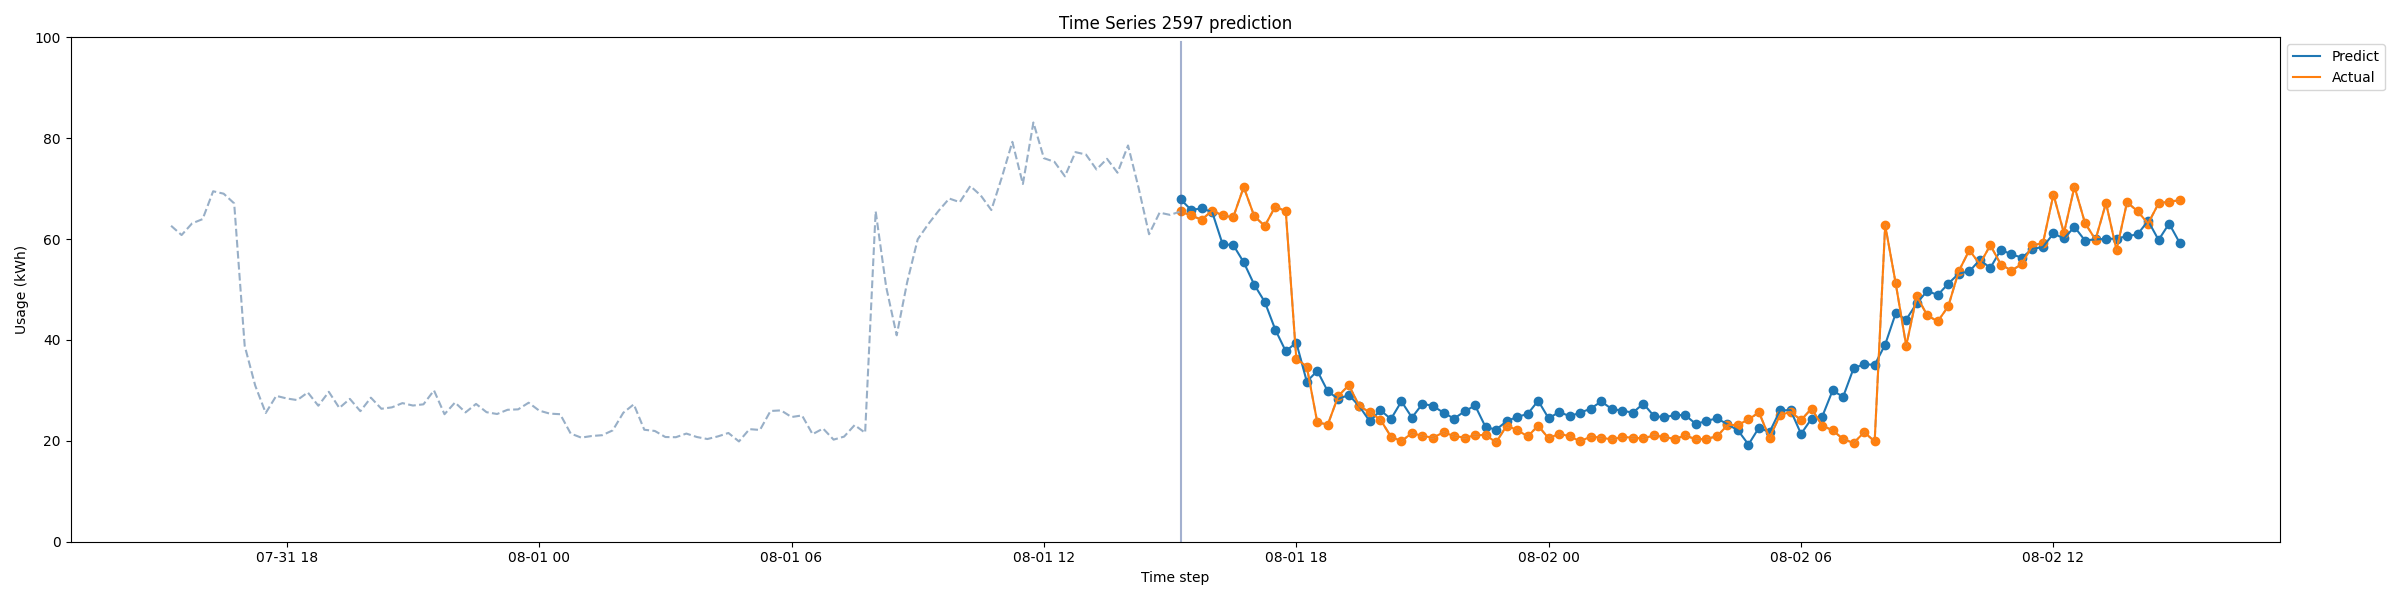 Time Series 2597 prediction
100
80
60
40
20
0
Usage (kWh)
07-31 18
08-01 00
08-01 06
08-01 12
08-01 18
08-02 00
08-02 06
08-02 12
Time step
Predict
Actual